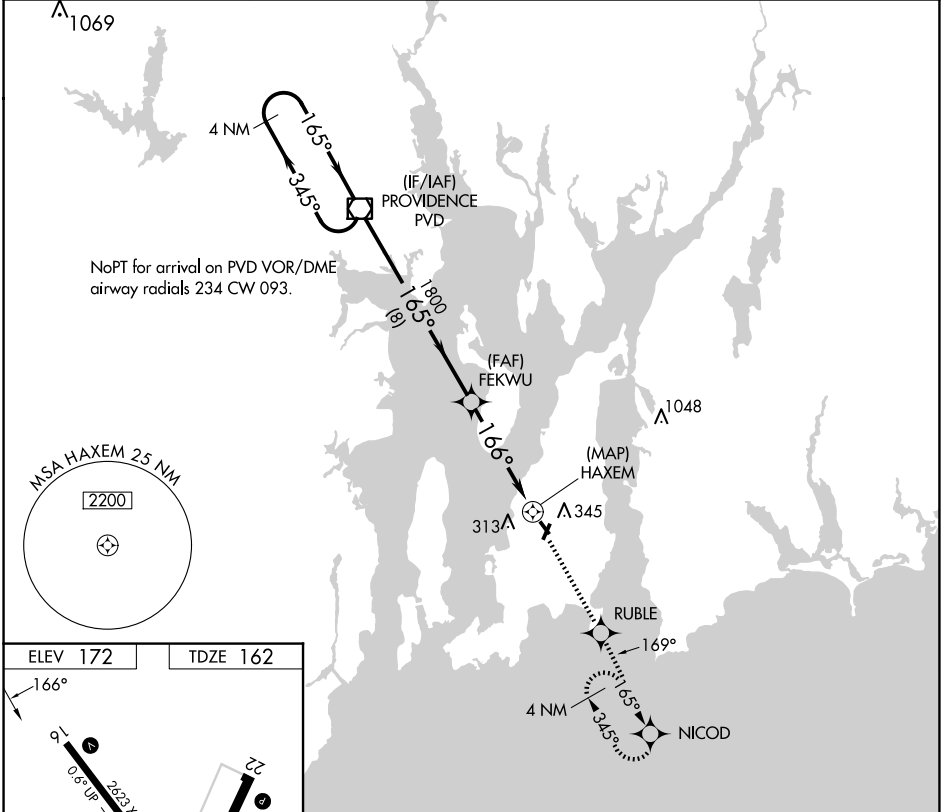 1069
4 NM
165°
345°
(IF/IAF)
PROVIDENCE
PVD
NoPT for arrival on PVD VOR/DME
airway radials 234 CW 093.
1800
165°
(8)
(FAF)
FEKWU
1048
166°
(MAP)
HAXEM
MSA HAXEM 25 NM
2200
313
345
RUBLE
169°
165°
4 NM
345°
NICOD
ELEV 172
TDZE 162
166°
16
V
0.6° UP
2623 X
22
P